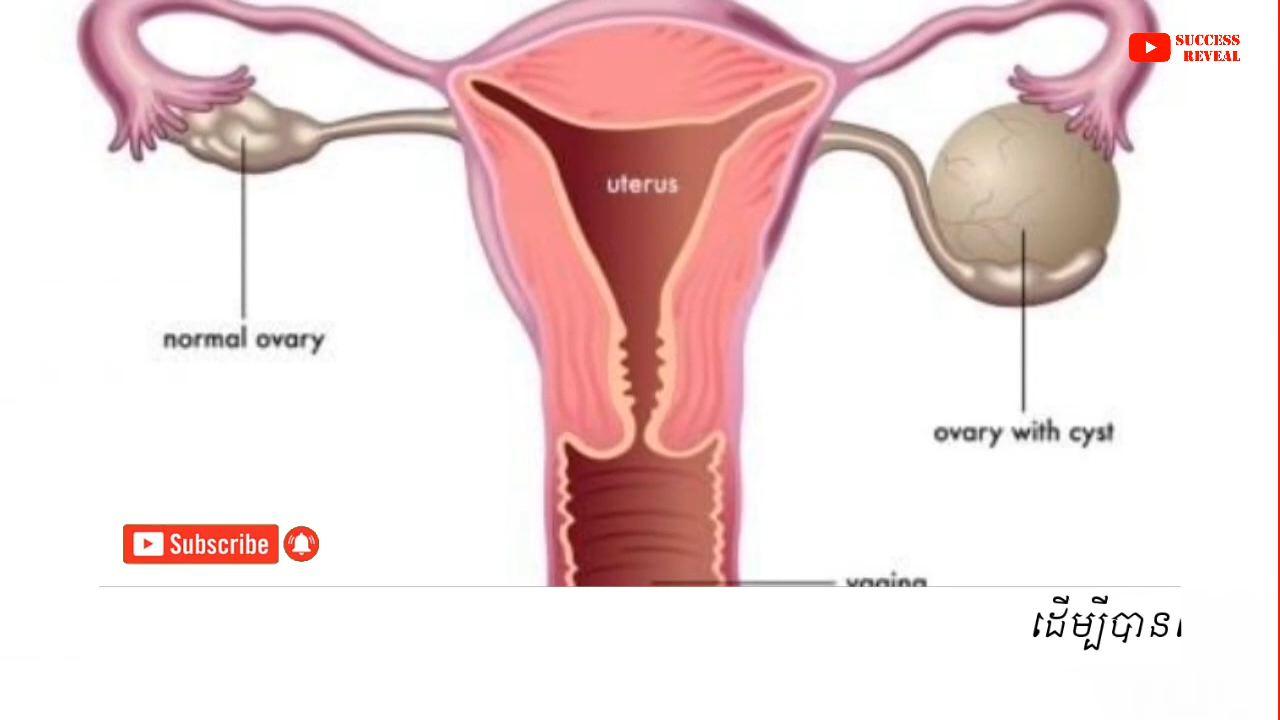 SUCCESS
REVEAL
uterus
normal ovary
ovary with cyst
Subscribe
vagina
ដើម្បីបាន